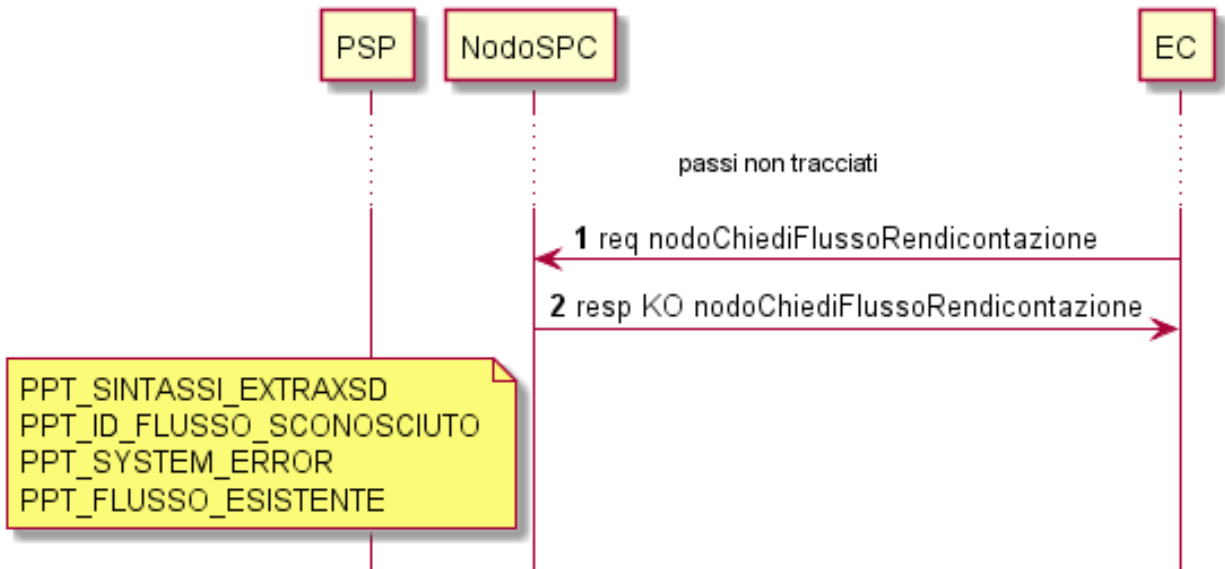 PSP
NodoSPC
EC
passi non tracciati
1 req nodoChiediFlussoRendicontazione
2 resp KO nodoChiediFlussoRendicontazione
PPT_SINTASSI_EXTRAXSD
PPT_ID_FLUSSO_SCONOSCIUTO
PPT_SYSTEM_ERROR
PPT_FLUSSO_ESISTENTE